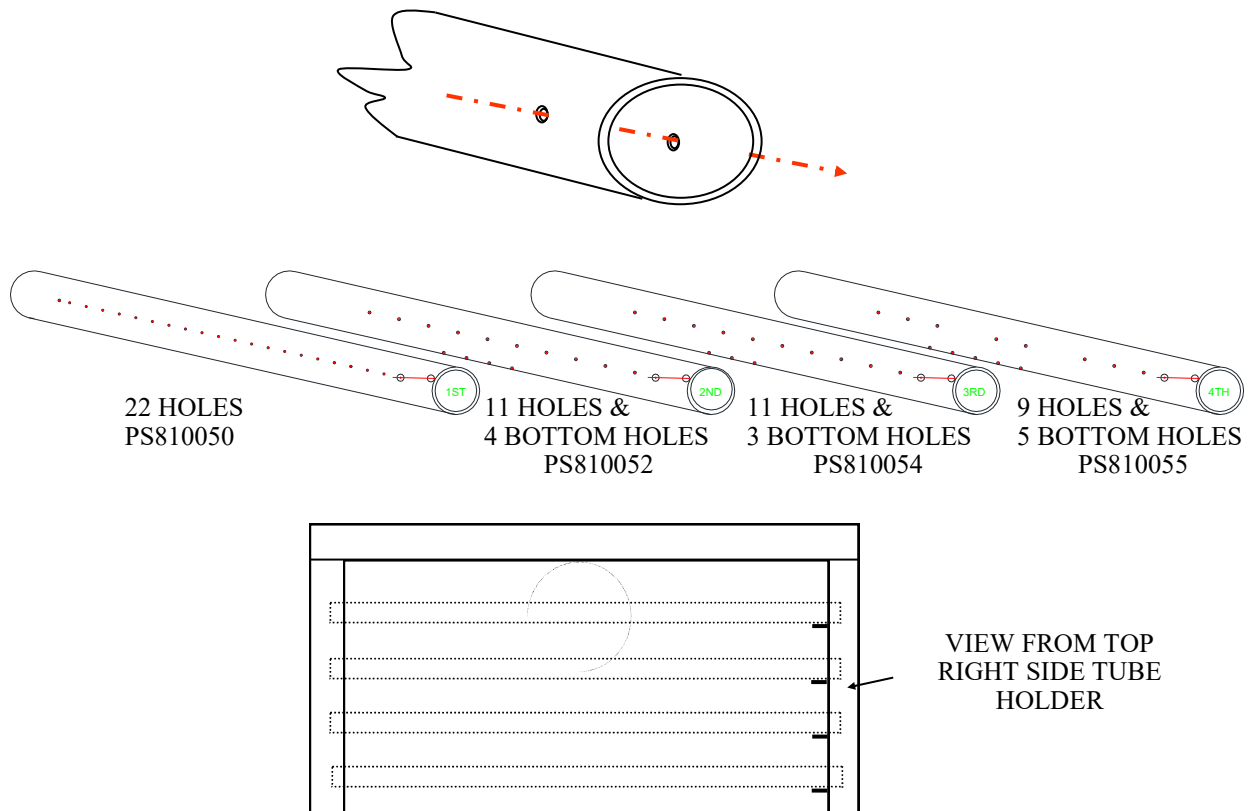 1ST
2ND
3RD
4TH
22 HOLES
PS810050
11 HOLES &
4 BOTTOM HOLES
PS810052
11 HOLES &
3 BOTTOM HOLES
PS810054
9 HOLES &
5 BOTTOM HOLES
PS810055
VIEW FROM TOP
RIGHT SIDE TUBE
HOLDER